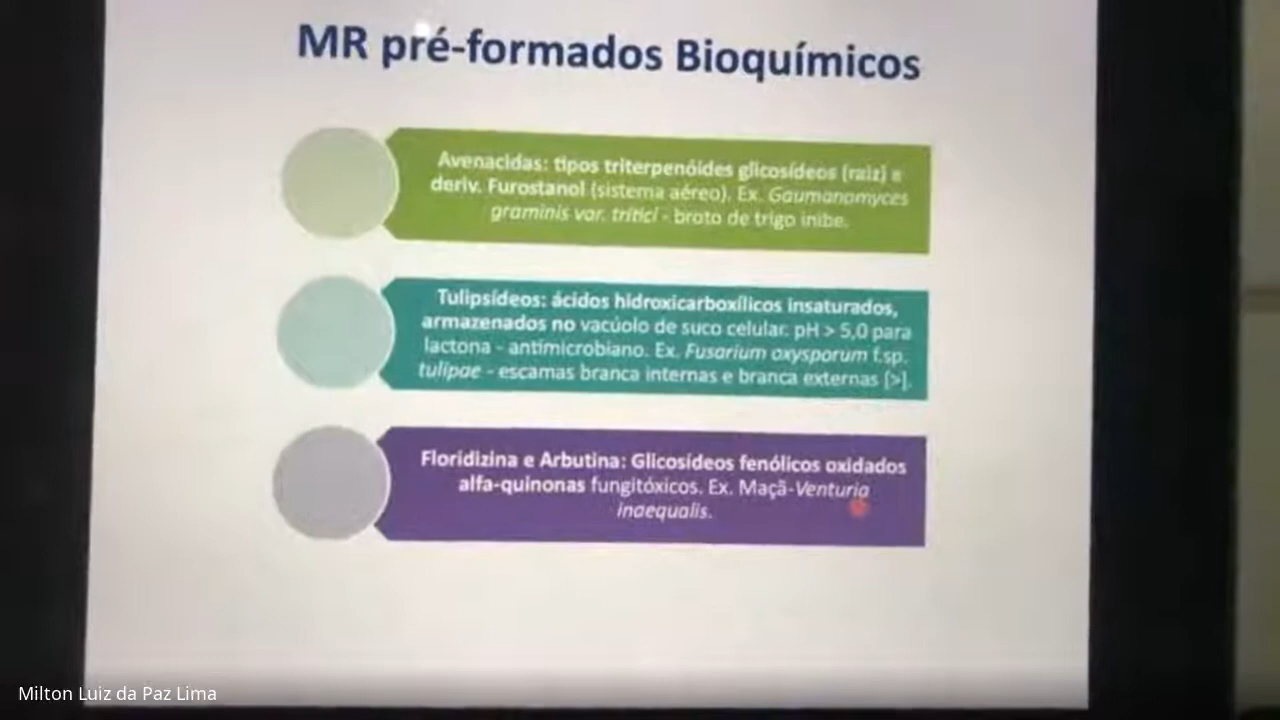 MR pré-formados Bioquímicos
Avenacidas: tipos triterpenóides glicosídeos (raiz) e
deriv. Furostanol (sistema aéreo). Ex. Gaumanomyces
graminis var. tritici - broto de trigo inibe.
Tulipsídeos: ácidos hidroxicarboxílicos insaturados,
armazenados no vacúolo de suco celular. pH > 5,0 para
lactona - antimicrobiano. Ex. Fusarium oxysporum f.sp.
tulipae - escamas branca internas e branca externas [>].
Floridizina e Arbutina: Glicosídeos fenólicos oxidados
alfa-quinonas fungitóxicos. Ex. Maçã-Venturia
inaequalis.
Milton Luiz da Paz Lima